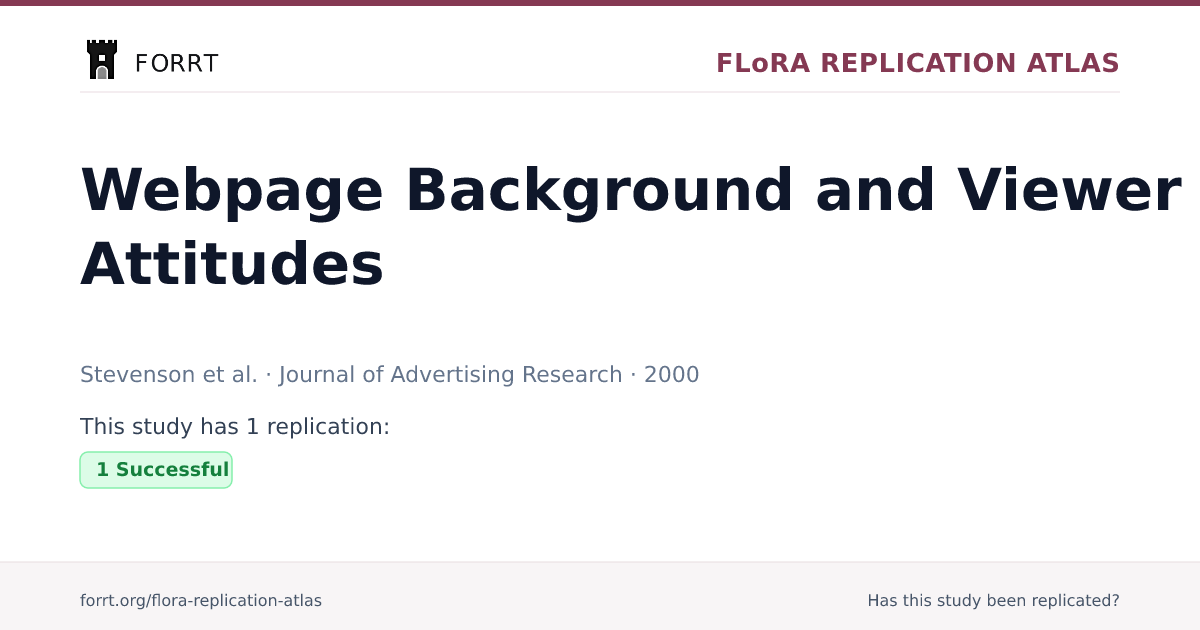 FORRT
FLoRA REPLICATION ATLAS
Webpage Background and Viewer
Attitudes
Stevenson et al. · Journal of Advertising Research · 2000
This study has 1 replication:
1 Successful
forrt.org/flora-replication-atlas
Has this study been replicated?